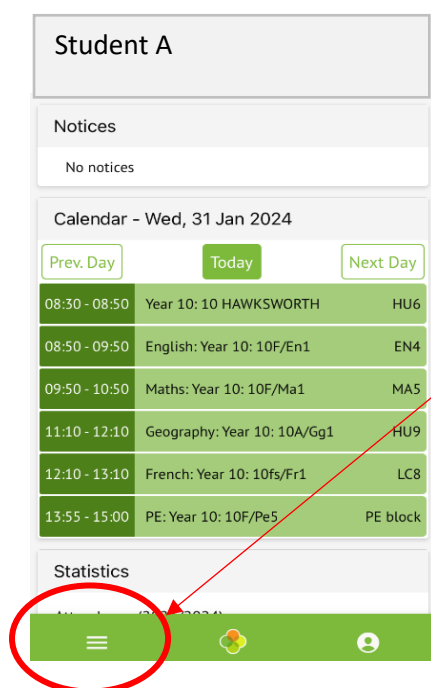 Student A
Notices
No notices
Calendar - Wed, 31 Jan 2024
Prev. Day Today Next Day
08:30 - 08:50 Year 10: 10 HAWKSWORTH HU6
08:50 - 09:50 English: Year 10: 10F/En1 EN4
09:50 - 10:50 Maths: Year 10: 10F/Ma1 MA5
11:10 - 12:10 Geography: Year 10: 10A/Gg1 HU9
12:10 - 13:10 French: Year 10: 10fs/Fr1 LC8
13:55 - 15:00 PE: Year 10: 10F/Pe5 PE block
Statistics